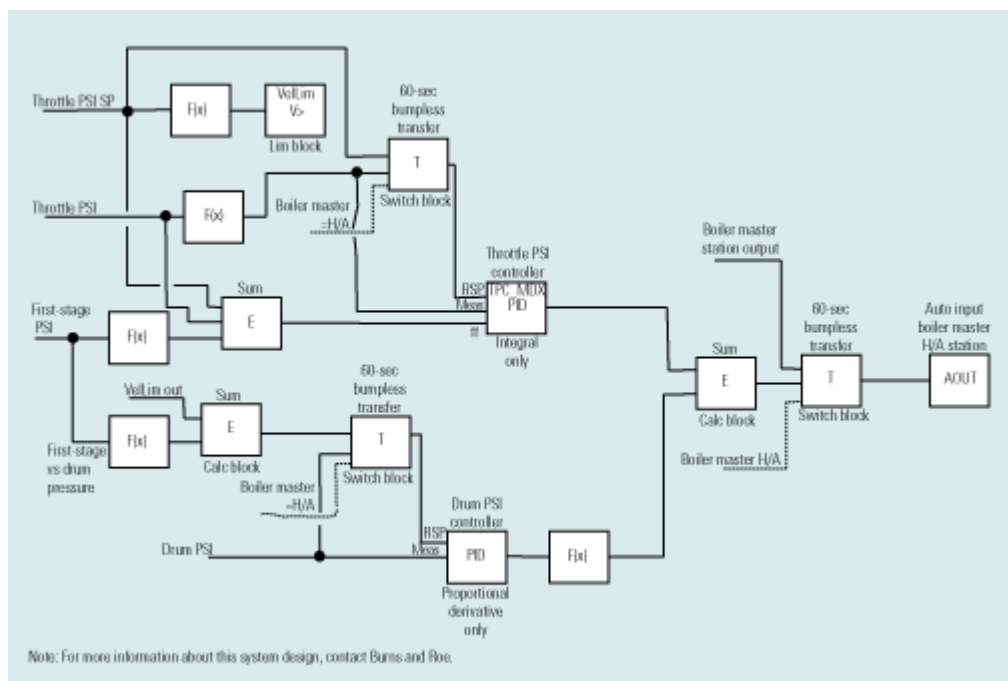 60-sec
bumpless
transfer
Throttle PSI SP
F(x)
VelLim
V>
Lim block
T
Switch block
Throttle PSI
F(x)
Boiler master
=H/A
Boiler master
station output
Throttle PSI
controller
RSP
TPC_MDX
Meas
PID
ff
Integral
only
Sum
E
First-stage
PSI
F(x)
60-sec
bumpless
transfer
Auto input
boiler master
H/A station
Sum
E
Calc block
T
Switch block
AOUT
VelLim out
Sum
E
Calc block
60-sec
bumpless
transfer
T
Switch block
F(x)
First-stage
vs drum
pressure
Boiler master
=H/A
Boiler master H/A
Drum PSI
controller
RSP
Drum PSI
Meas
PID
F(x)
Proportional
derivative
only
Note: For more information about this system design, contact Burns and Roe.